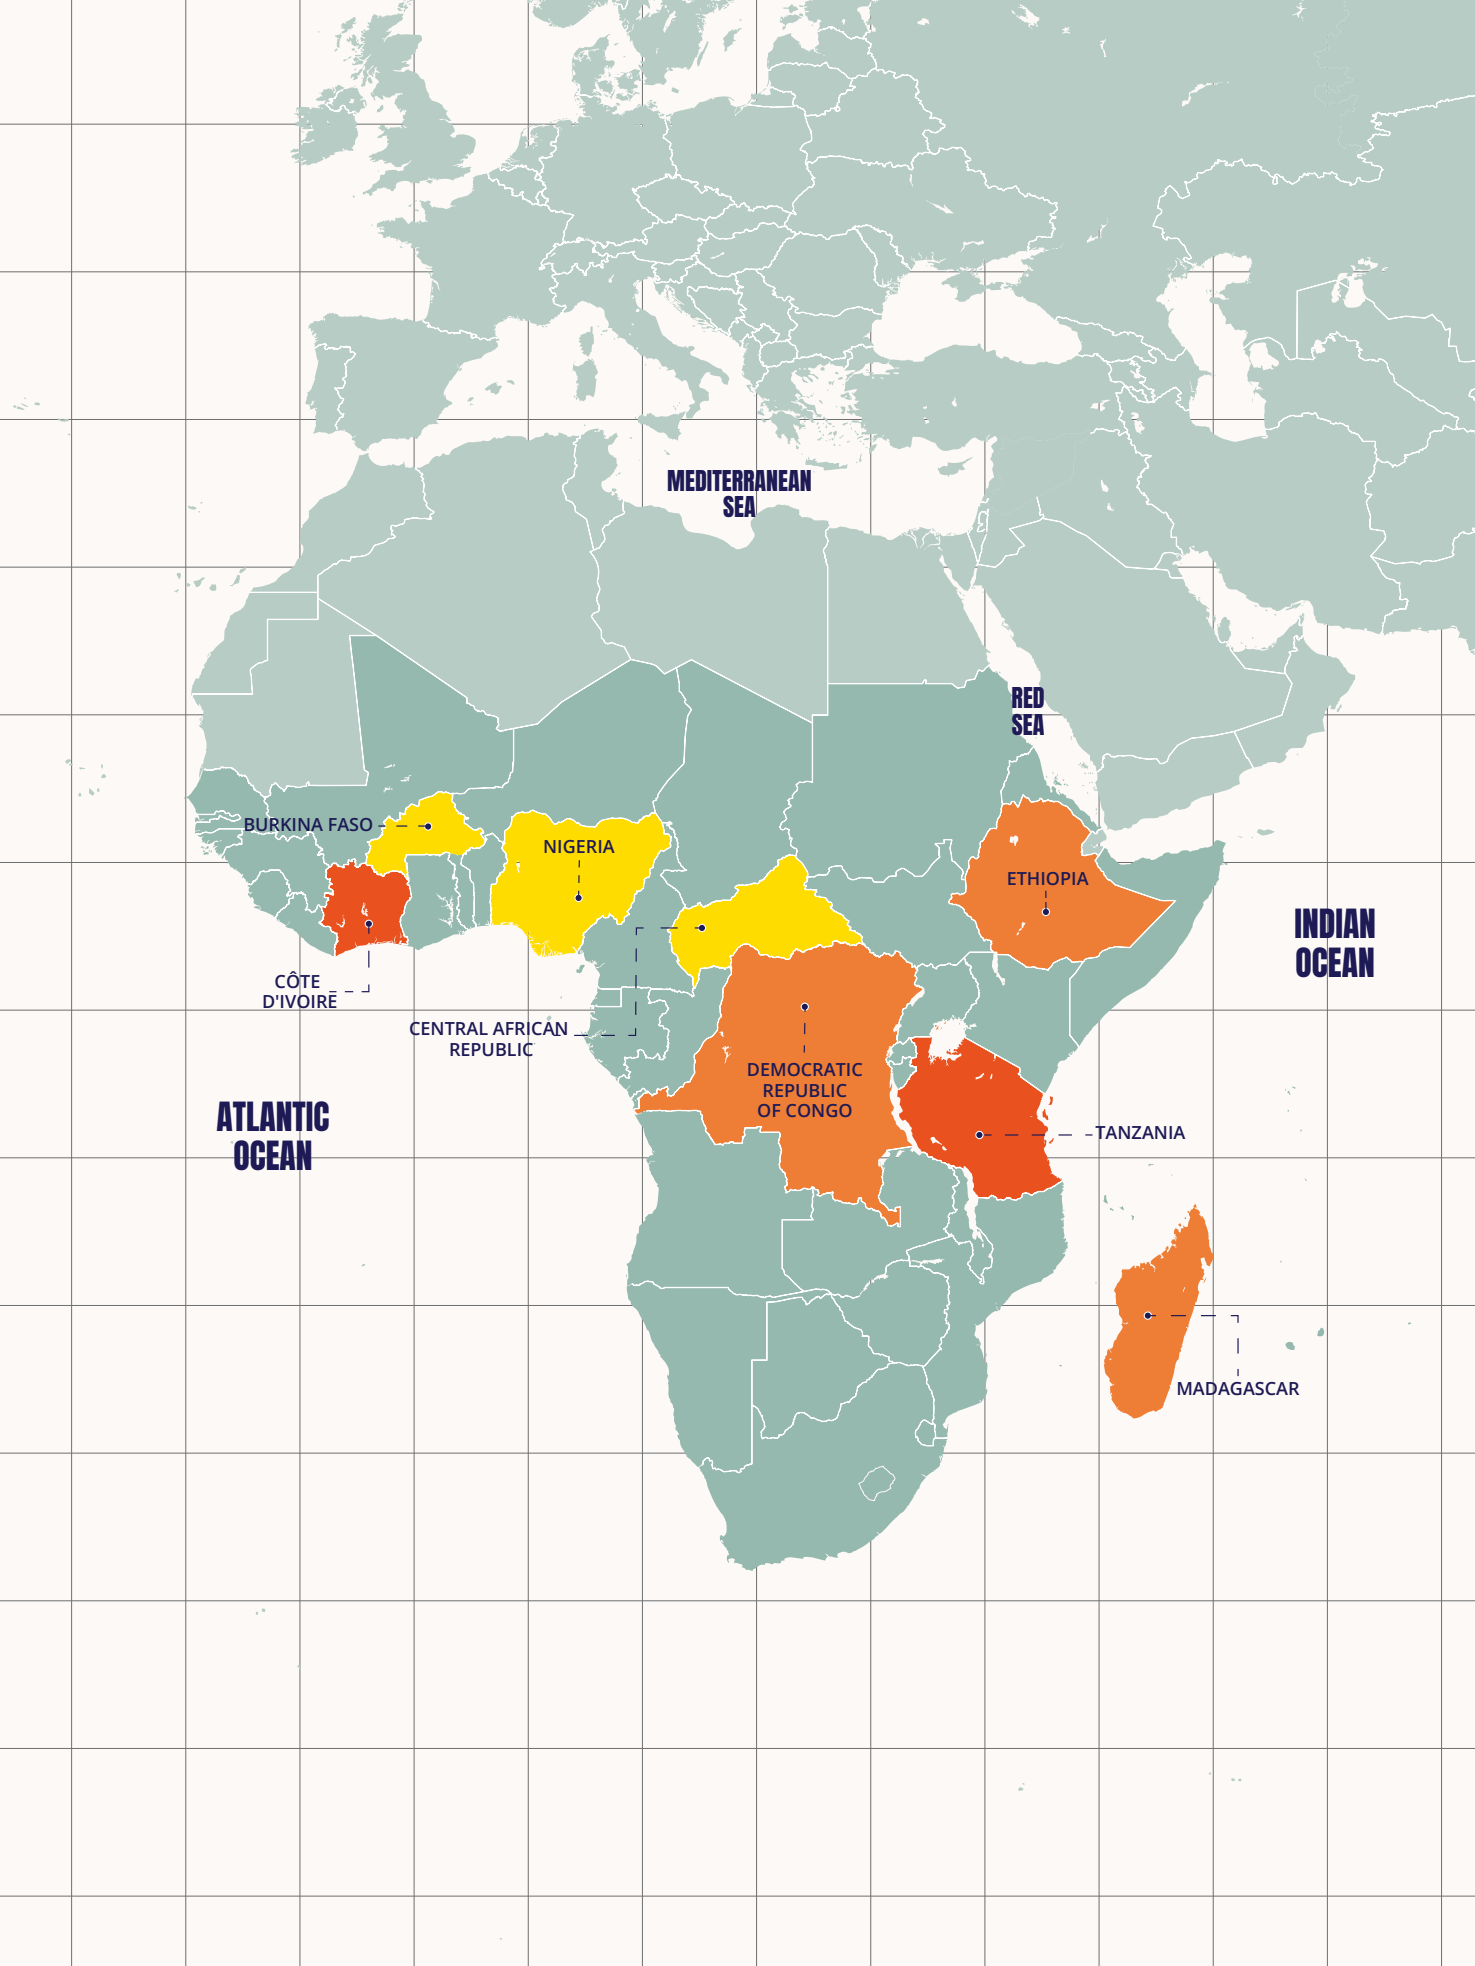 MEDITERRANEAN
SEA
RED
SEA
BURKINA FASO
NIGERIA
ETHIOPIA
INDIAN
OCEAN
CÔTE
D'IVOIRE
CENTRAL AFRICAN
REPUBLIC
DEMOCRATIC
REPUBLIC
OF CONGO
ATLANTIC
OCEAN
TANZANIA
MADAGASCAR